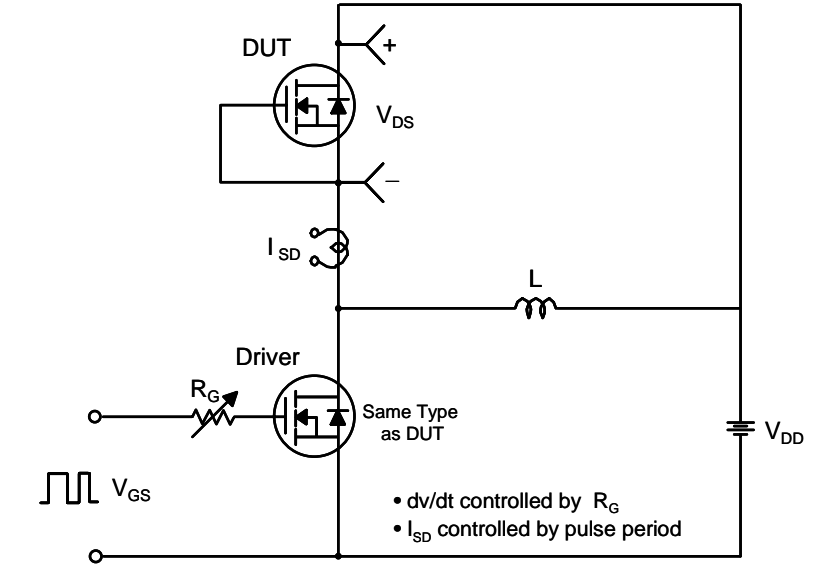 DUT
+
V_DS
–
I_SD
L
Driver
R_G
Same Type
as DUT
V_DD
V_GS
• dv/dt controlled by R_G
• I_SD controlled by pulse period